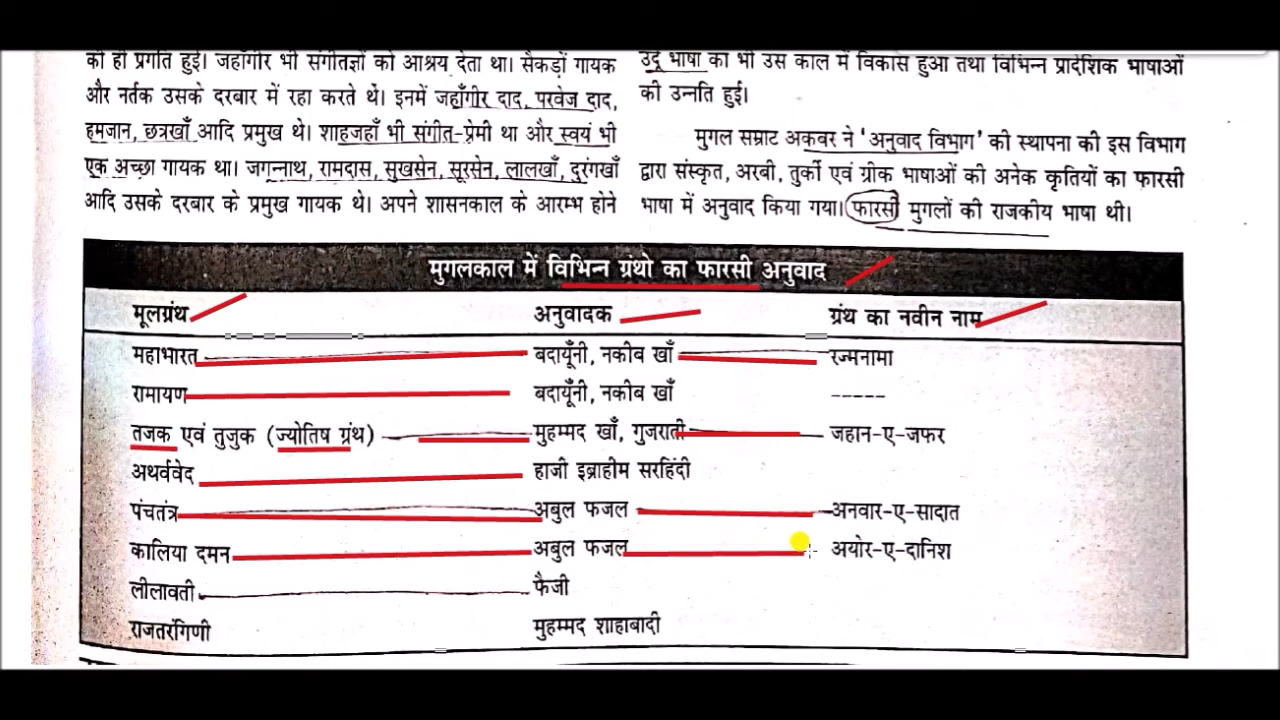 की ही प्रगति हुई। जहाँगीर भी संगीतज्ञों को आश्रय देता था। सैकड़ों गायक
और नर्तक उसके दरबार में रहा करते थे। इनमें जहाँगीर दाद, परवेज दाद,
हमजान, छत्रखाँ आदि प्रमुख थे। शाहजहाँ भी संगीत-प्रेमी था और स्वयं भी
एक अच्छा गायक था। जगन्नाथ, रामदास, सुखसेन, सूरसेन, लालखाँ, दुरंगखाँ
आदि उसके दरबार के प्रमुख गायक थे। अपने शासनकाल के आरम्भ होने
उर्दू भाषा का भी उस काल में विकास हुआ तथा विभिन्न प्रादेशिक भाषाओं
की उन्नति हुई।
मुगल सम्राट अकबर ने 'अनुवाद विभाग' की स्थापना की इस विभाग
द्वारा संस्कृत, अरबी, तुर्की एवं ग्रीक भाषाओं की अनेक कृतियों का फारसी
भाषा में अनुवाद किया गया। फारसी मुगलों की राजकीय भाषा थी।
मुगलकाल में विभिन्न ग्रंथो का फारसी अनुवाद
मूलग्रंथ अनुवादक ग्रंथ का नवीन नाम
महाभारत बदायूँनी, नकीब खाँ रज्मनामा
रामायण बदायूँनी, नकीब खाँ -----
तजक एवं तुजुक (ज्योतिष ग्रंथ) मुहम्मद खाँ, गुजराती जहान-ए-जफर
अथर्ववेद हाजी इब्राहीम सरहिंदी
पंचतंत्र अबुल फजल अनवार-ए-सादात
कालिया दमन अबुल फजल अयोर-ए-दानिश
लीलावती फैजी
राजतरंगिणी मुहम्मद शाहाबादी